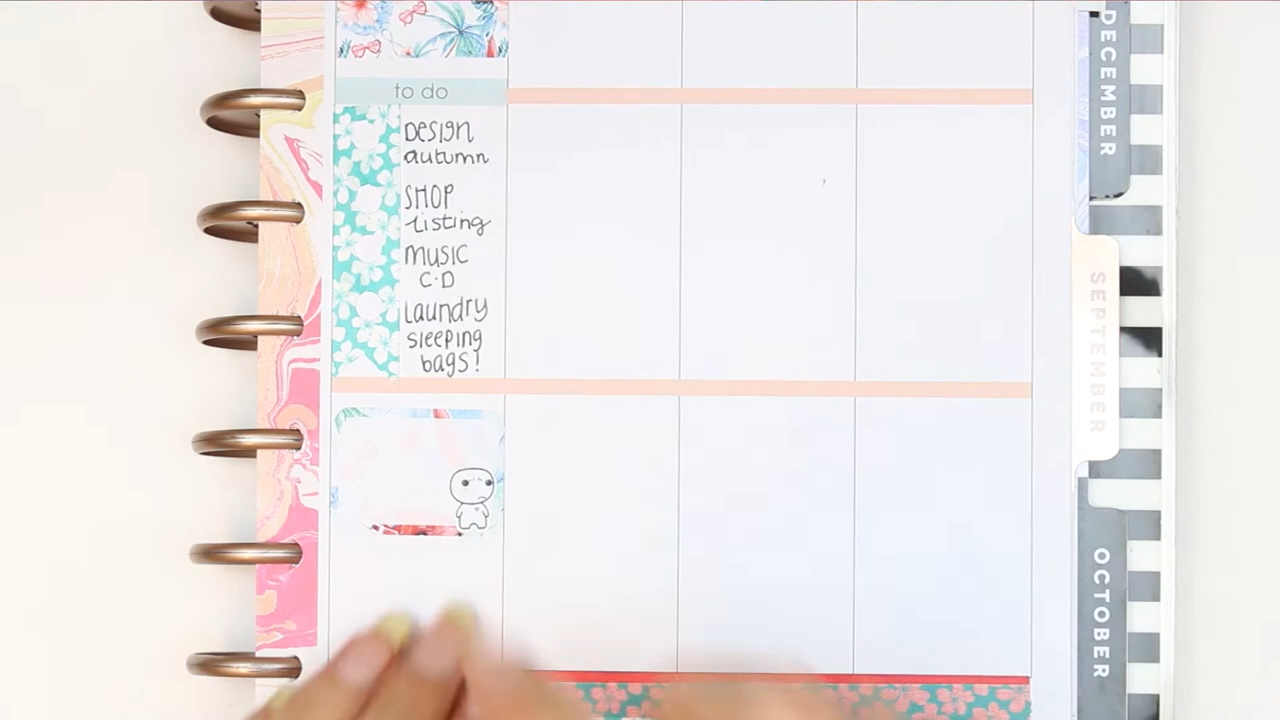 to do
DESIGN
autumn
SHOP
listing
MUSIC
C.D
Laundry
sleeping
bags!
DECEMBER
SEPTEMBER
OCTOBER